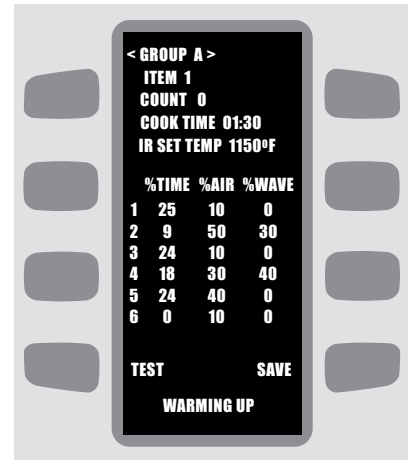 < GROUP A >
ITEM 1
COUNT 0
COOK TIME 01:30
IR SET TEMP 1150ºF
%TIME %AIR %WAVE
1 25 10 0
2 9 50 30
3 24 10 0
4 18 30 40
5 24 40 0
6 0 10 0
TEST SAVE
WARMING UP